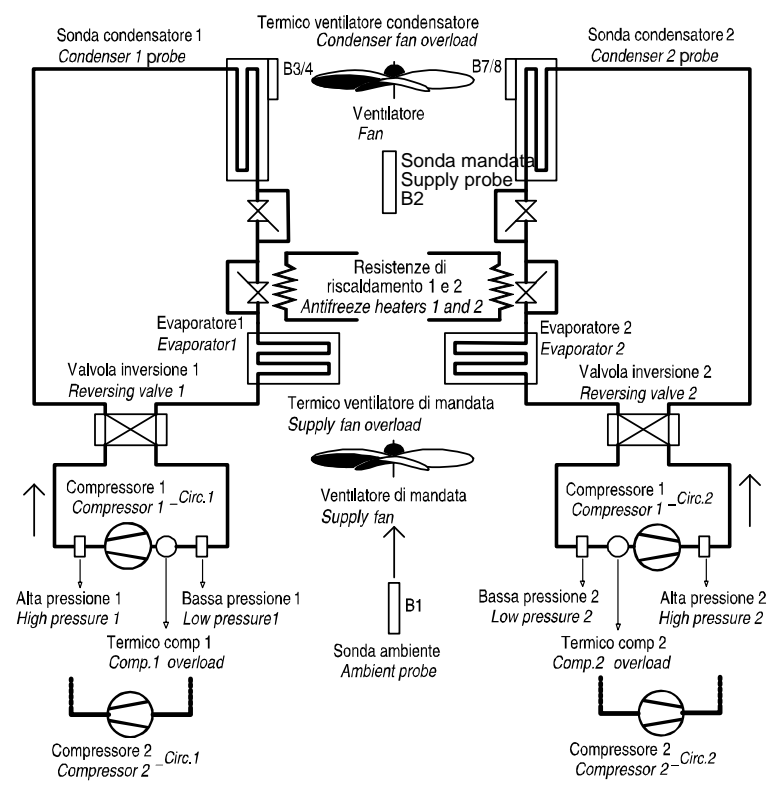 Termico ventilatore condensatore
Condenser fan overload
Sonda condensatore 1
Condenser 1 probe
Sonda condensatore 2
Condenser 2 probe
B3/4
B7/8
Ventilatore
Fan
Sonda mandata
Supply probe
B2
Resistenze di
riscaldamento 1 e 2
Antifreeze heaters 1 and 2
Evaporatore1
Evaporator1
Evaporatore 2
Evaporator 2
Valvola inversione 1
Reversing valve 1
Valvola inversione 2
Reversing valve 2
Termico ventilatore di mandata
Supply fan overload
Ventilatore di mandata
Supply fan
Compressore 1
Compressor 1 – Circ.1
Compressore 1
Compressor 1 – Circ.2
Alta pressione 1
High pressure 1
Bassa pressione 1
Low pressure1
Termico comp 1
Comp.1 overload
B1
Sonda ambiente
Ambient probe
Bassa pressione 2
Low pressure 2
Alta pressione 2
High pressure 2
Termico comp 2
Comp.2 overload
Compressore 2
Compressor 2 – Circ.1
Compressore 2
Compressor 2 – Circ.2